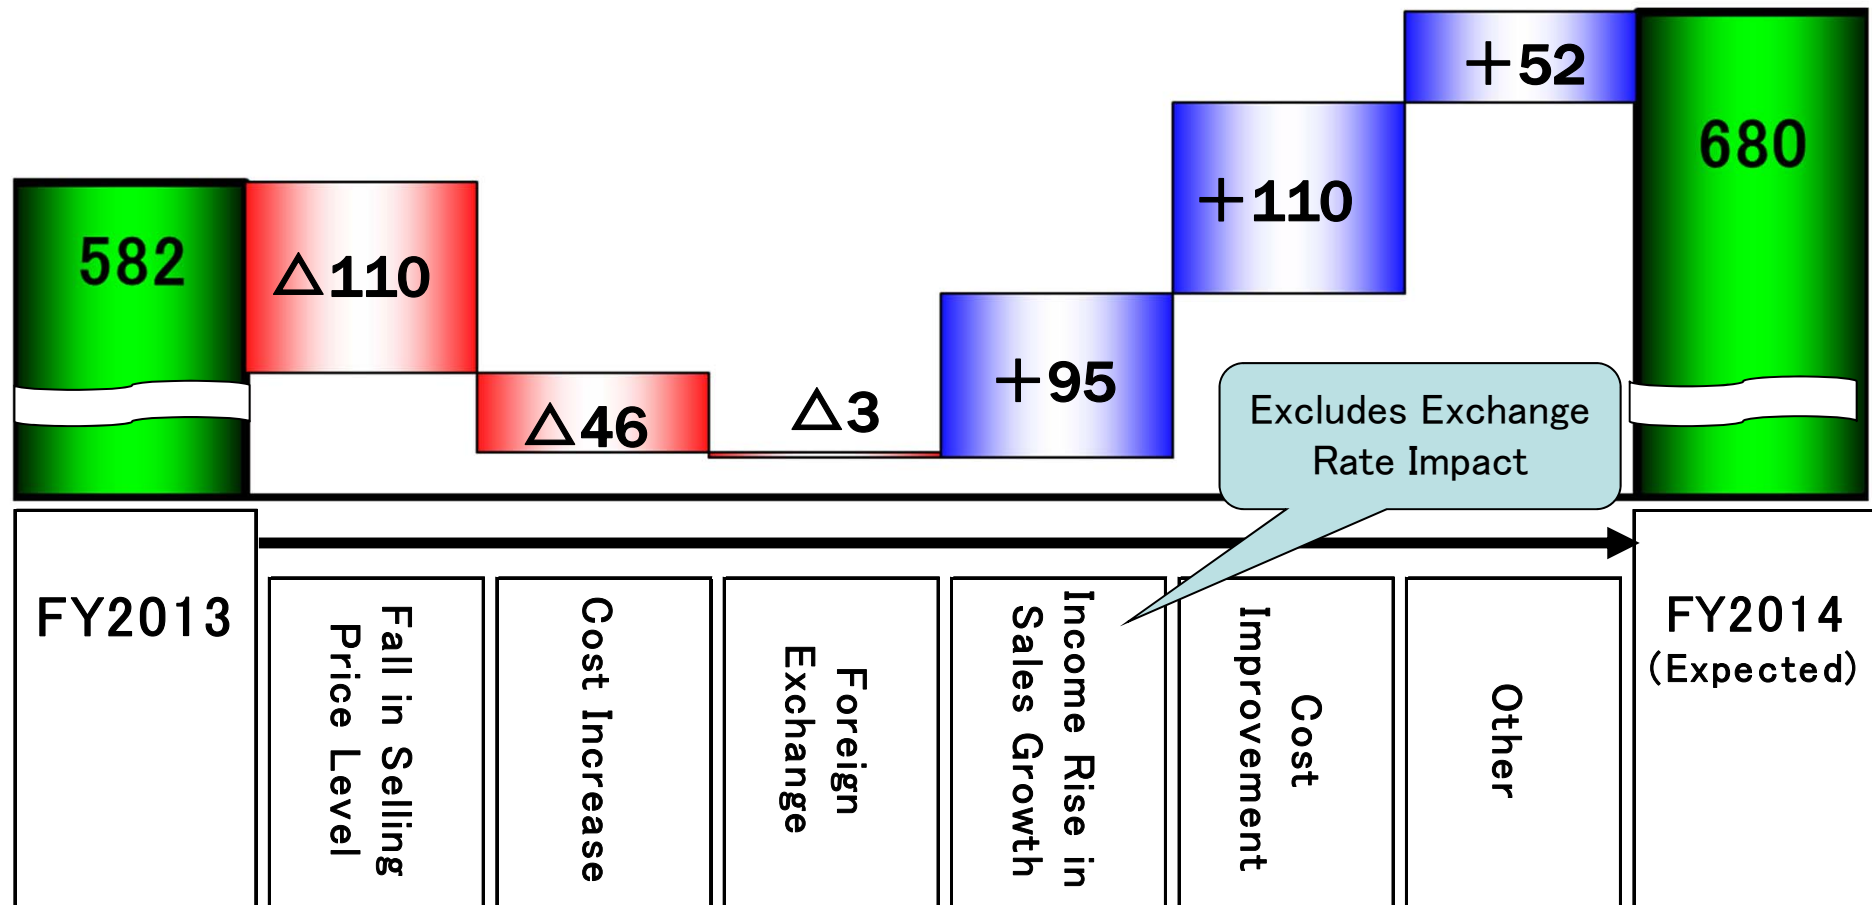 582
△110
△46
△3
+95
+110
+52
680
Excludes Exchange
Rate Impact
FY2013
Fall in Selling
Price Level
Cost Increase
Foreign
Exchange
Income Rise in
Sales Growth
Cost
Improvement
Other
FY2014
(Expected)